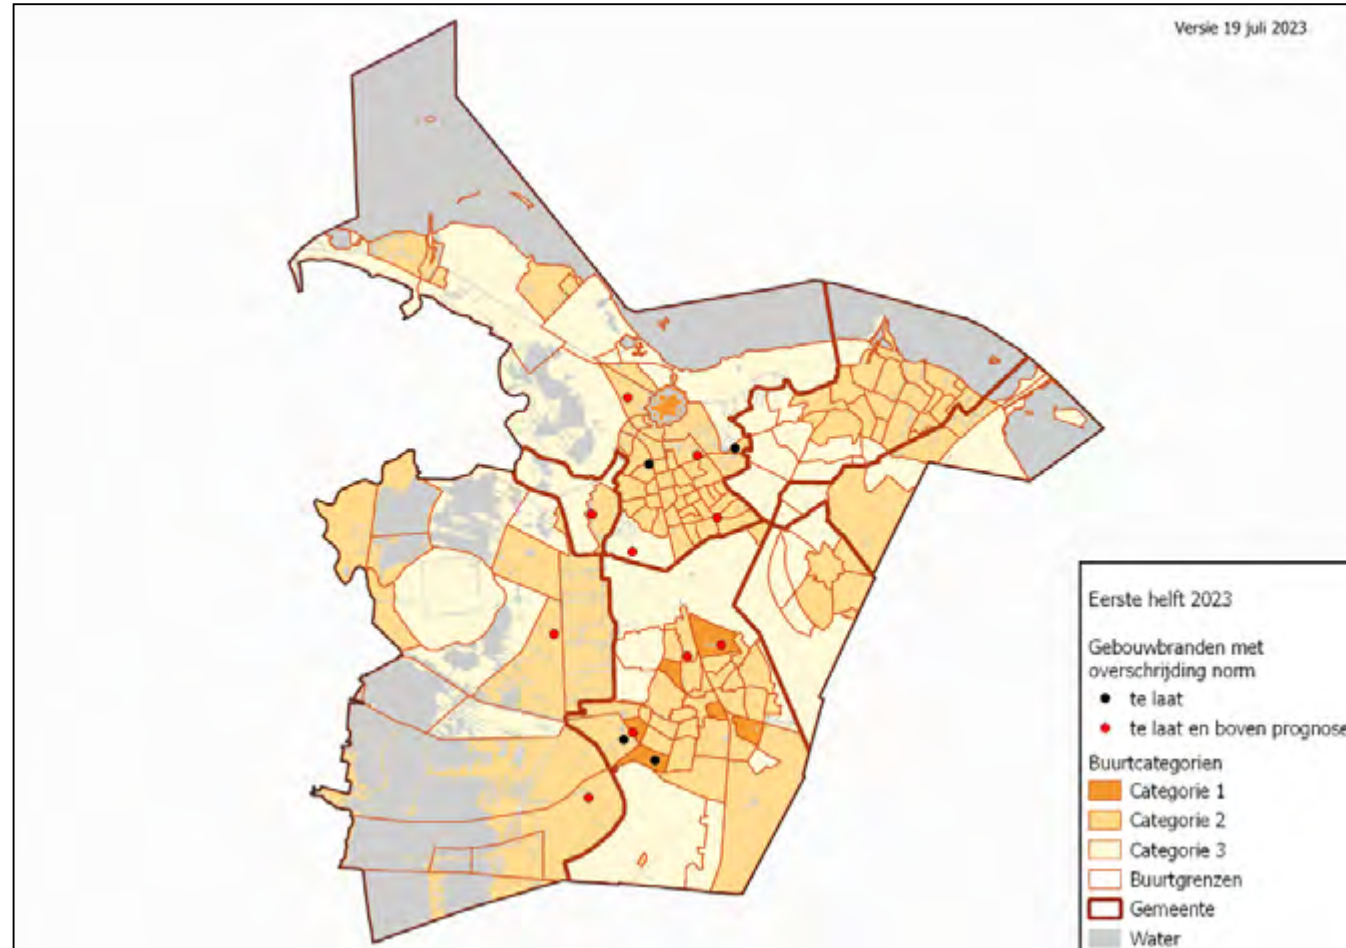 Versie 19 juli 2023
Eerste helft 2023
Gebouwbranden met
overschrijding norm
te laat
te laat en boven prognose
Buurtcategorien
Categorie 1
Categorie 2
Categorie 3
Buurtgrenzen
Gemeente
Water